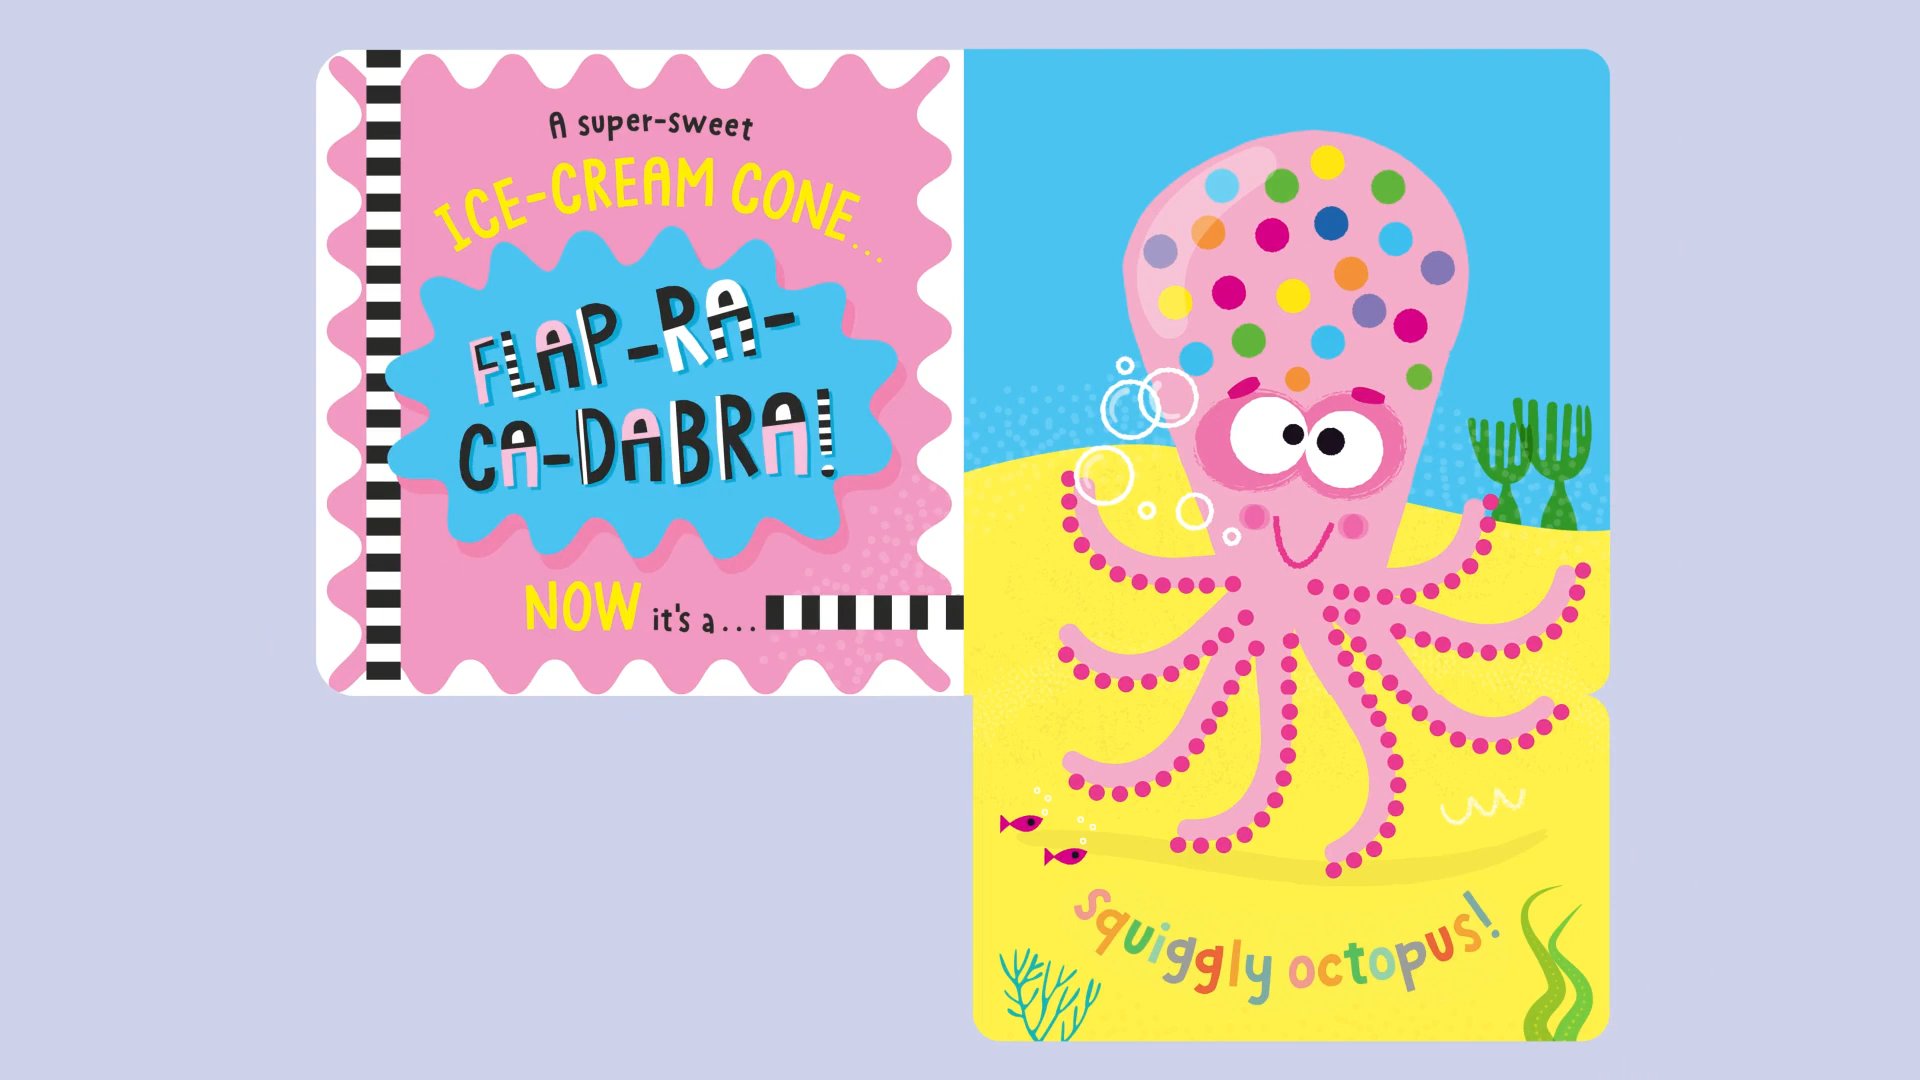 A super-sweet
ICE-CREAM CONE...
FLAP-RA-
CA-DABRA!
NOW it's a...
squiggly octopus!